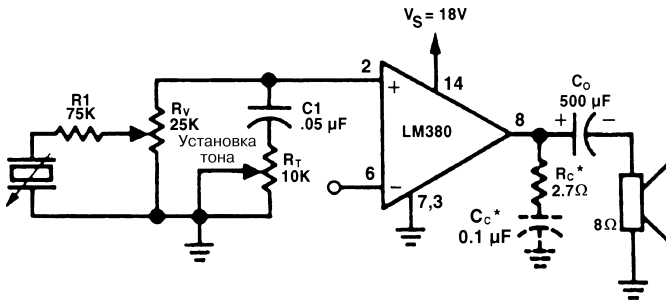 V_S = 18V
R1
75K
R_V
25K
Установка
тона
C1
.05 μF
R_T
10K
2
+
14
LM380
6
−
7,3
8
C_O
500 μF
+
−
R_C*
2.7Ω
C_C*
0.1 μF
8Ω